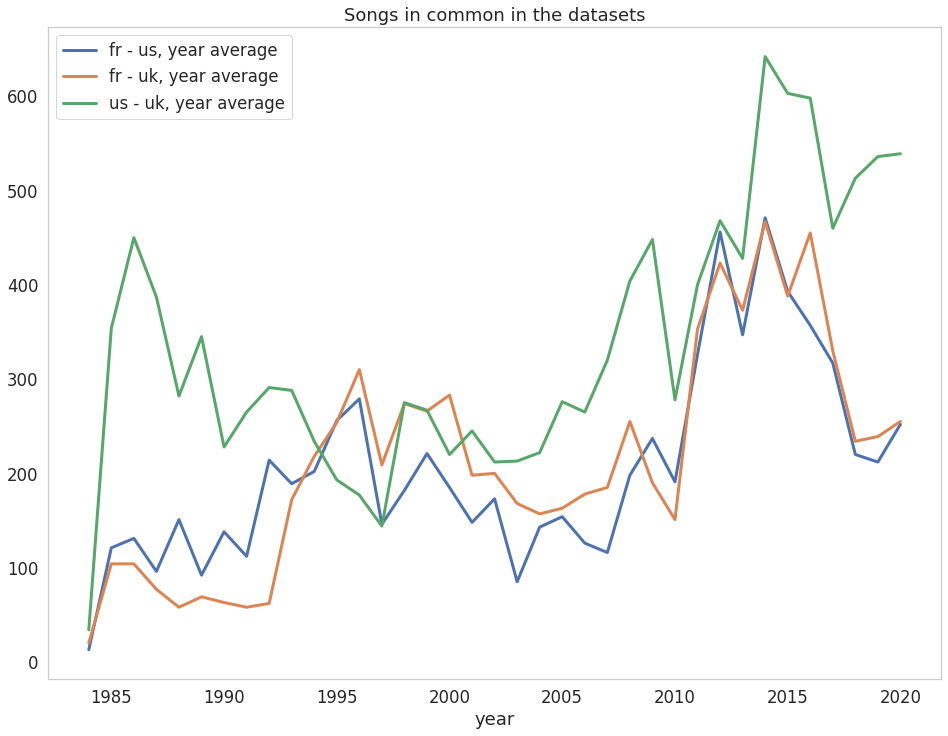 Songs in common in the datasets
fr - us, year average
fr - uk, year average
us - uk, year average
600
500
400
300
200
100
0
1985 1990 1995 2000 2005 2010 2015 2020
year